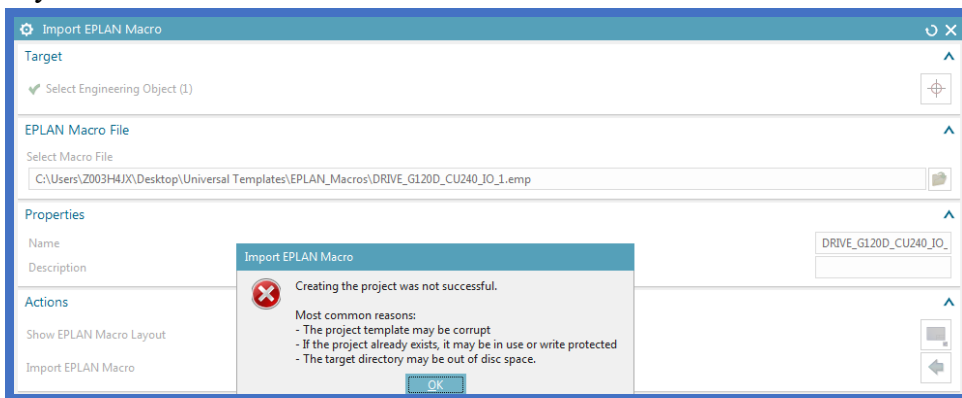 Import EPLAN Macro
Target
Select Engineering Object (1)
EPLAN Macro File
Select Macro File
C:\Users\Z003H4JX\Desktop\Universal Templates\EPLAN_Macros\DRIVE_G120D_CU240_IO_1.emp
Properties
Name
DRIVE_G120D_CU240_IO_
Description
Import EPLAN Macro
Creating the project was not successful.
Most common reasons:
- The project template may be corrupt
- If the project already exists, it may be in use or write protected
- The target directory may be out of disc space.
OK
Actions
Show EPLAN Macro Layout
Import EPLAN Macro